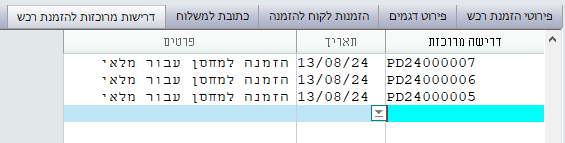 פירוטי הזמנת רכש פירוט דגמים הזמנות לקוח להזמנה כתובת למשלוח דרישות מרוכזות להזמנת רכש
דרישה מרוכזת תאריך פרטים
PD24000007 13/08/24 הזמנה למחסן עבור מלאי
PD24000006 13/08/24 הזמנה למחסן עבור מלאי
PD24000005 13/08/24 הזמנה למחסן עבור מלאי